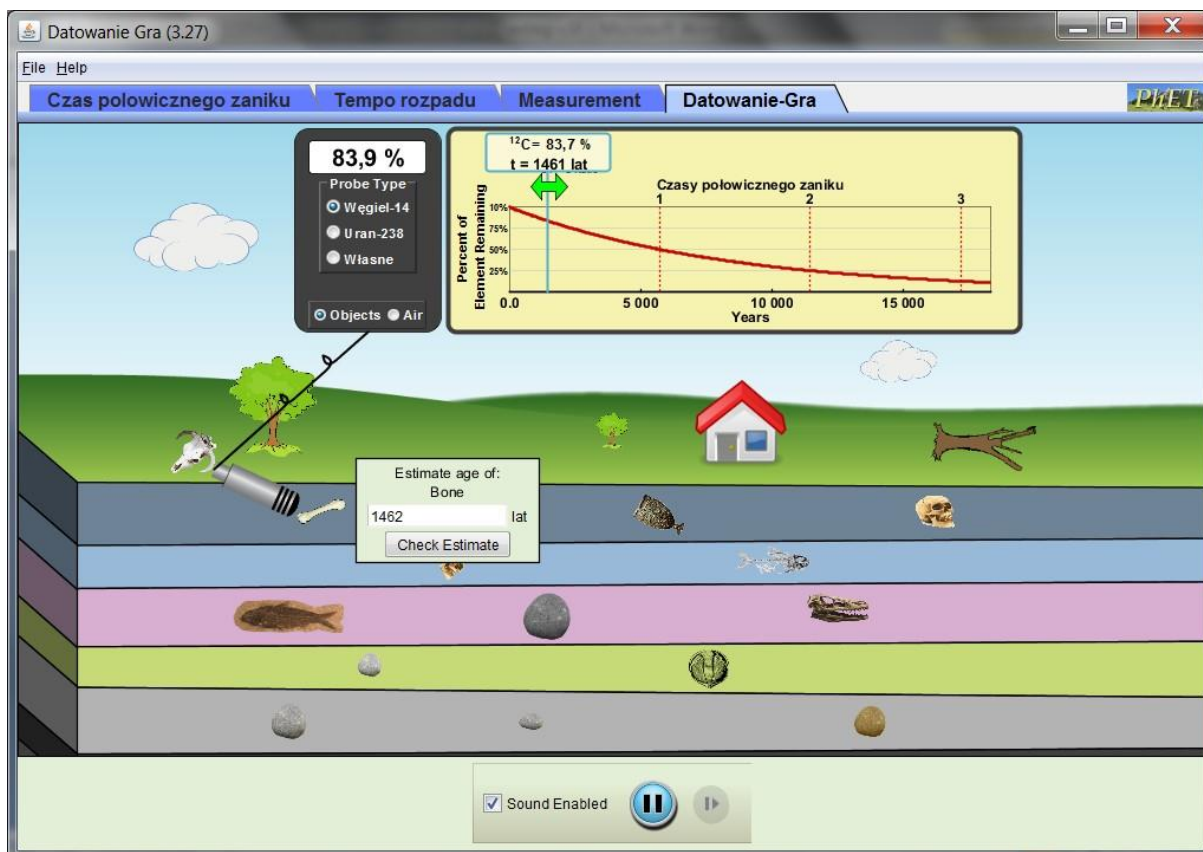 Datowanie Gra (3.27)
File Help
Czas polowicznego zaniku
Tempo rozpadu
Measurement
Datowanie-Gra
PhET
83,9 %
Probe Type
Węgiel-14
Uran-238
Własne
Objects Air
12C= 83,7 %
t = 1461 lat
Czasy połowicznego zaniku
1 2 3
Percent of
Element Remaining
10%
75%
50%
25%
0.0 5 000 10 000 15 000
Years
Estimate age of:
Bone
1462 lat
Check Estimate
Sound Enabled